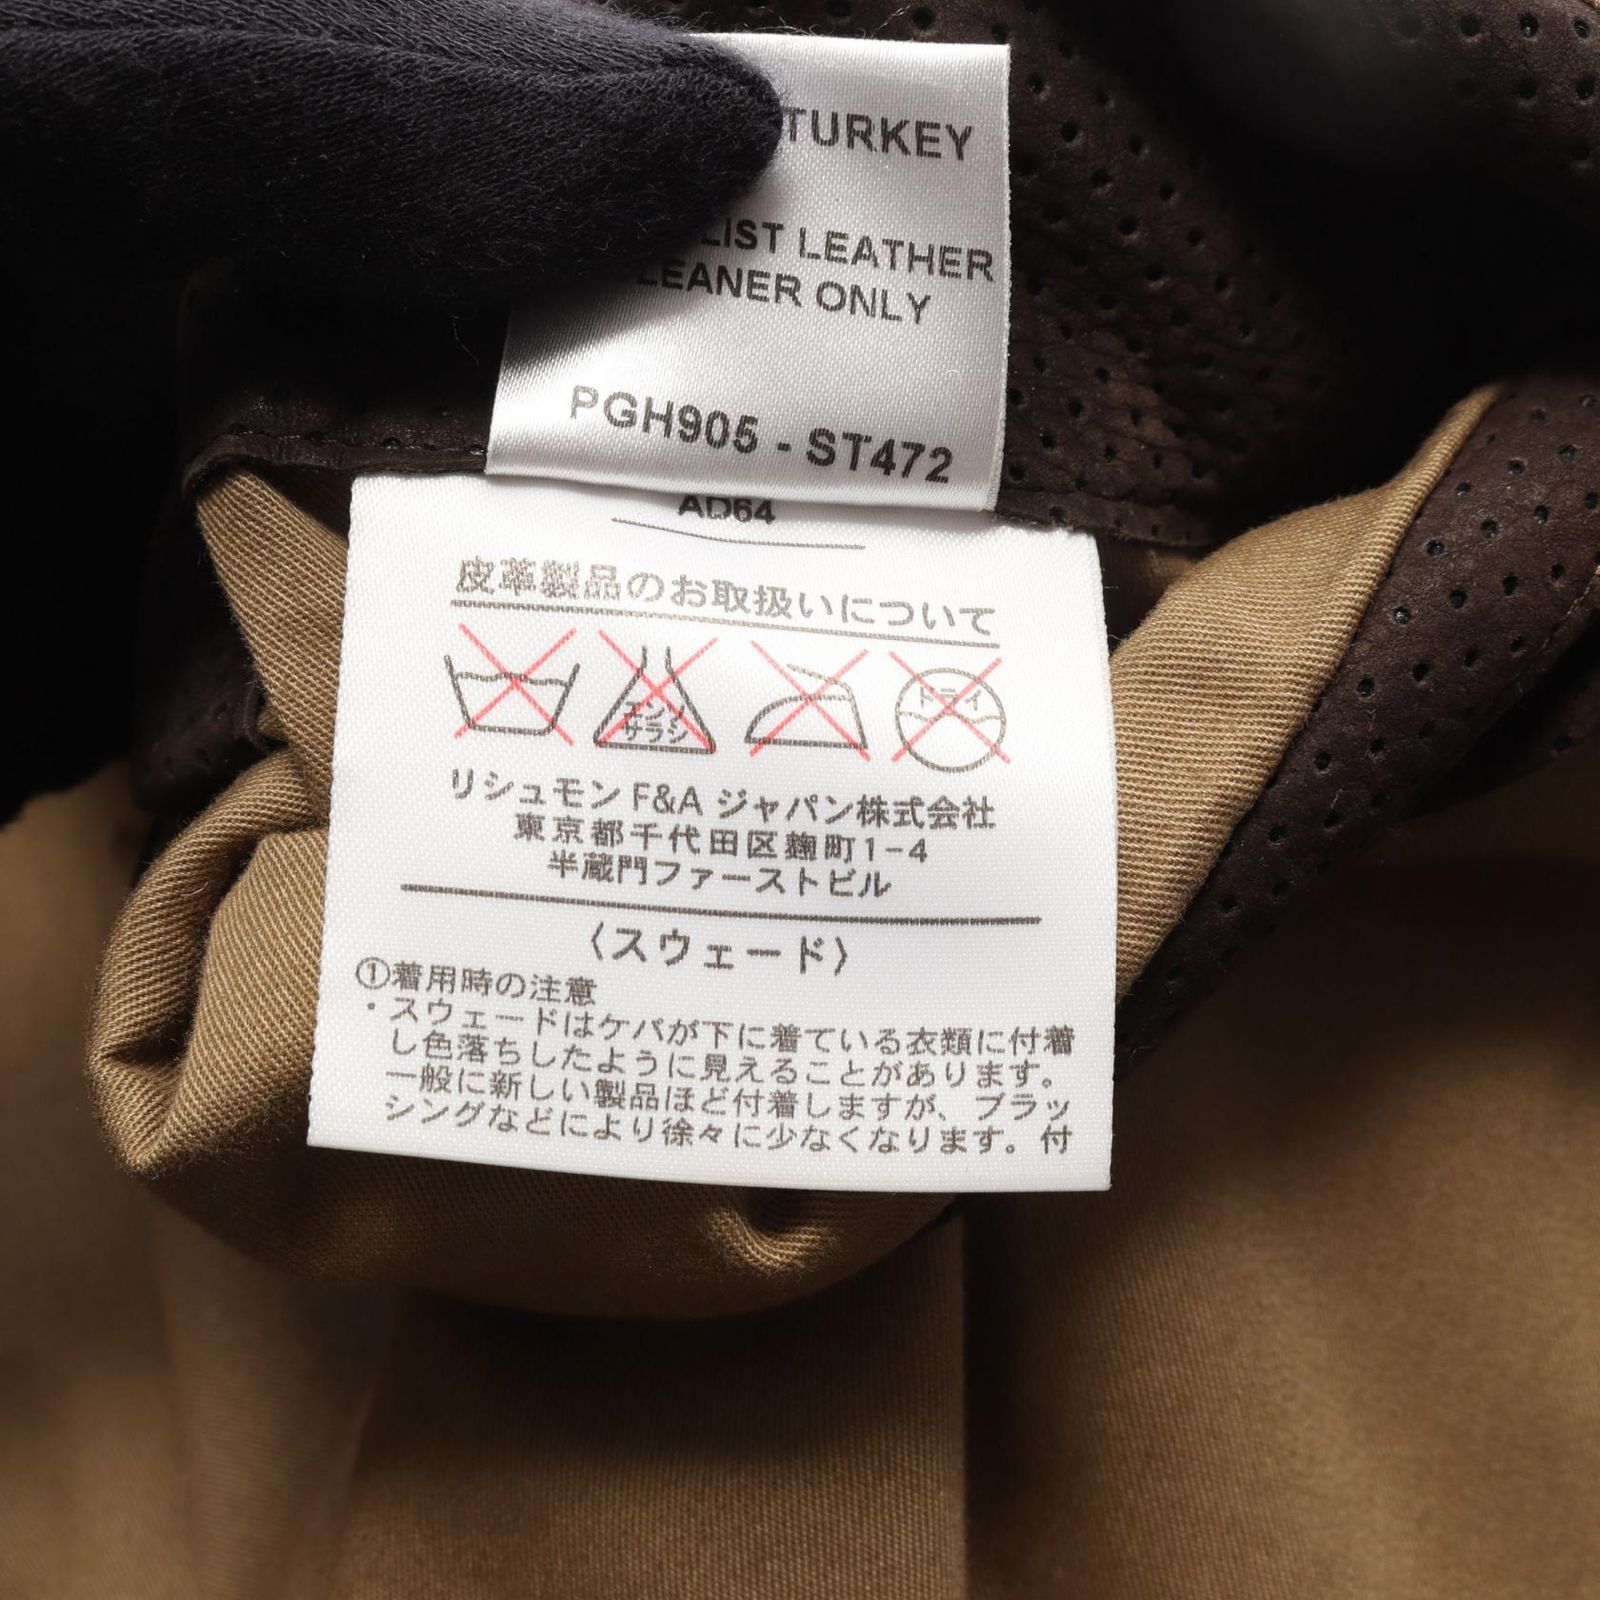 TURKEY
LIST LEATHER
LEANER ONLY
PGH905 - ST472
AD64
皮革製品のお取扱いについて
エンソ
サラシ
ドライ
リシュモン F&A ジャパン株式会社
東京都千代田区麹町1-4
半蔵門ファーストビル
〈スウェード〉
①着用時の注意
・スウェードはケバが下に着ている衣類に付着
し色落ちしたように見えることがあります。
一般に新しい製品ほど付着しますが、ブラッ
シングなどにより徐々に少なくなります。付